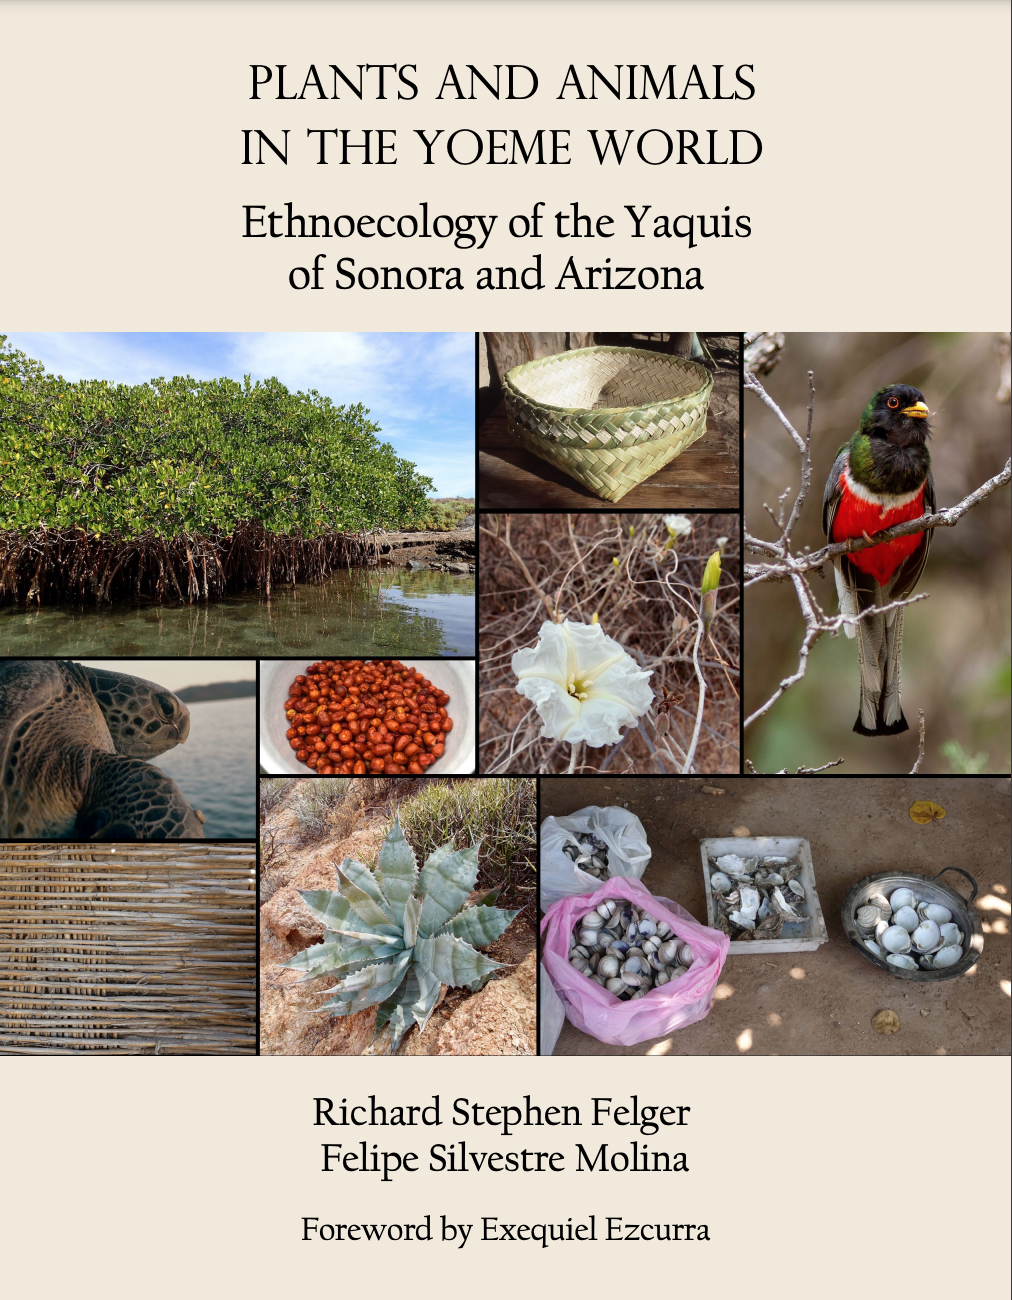 PLANTS AND ANIMALS
IN THE YOEME WORLD
Ethnoecology of the Yaquis
of Sonora and Arizona
Richard Stephen Felger
Felipe Silvestre Molina
Foreword by Exequiel Ezcurra